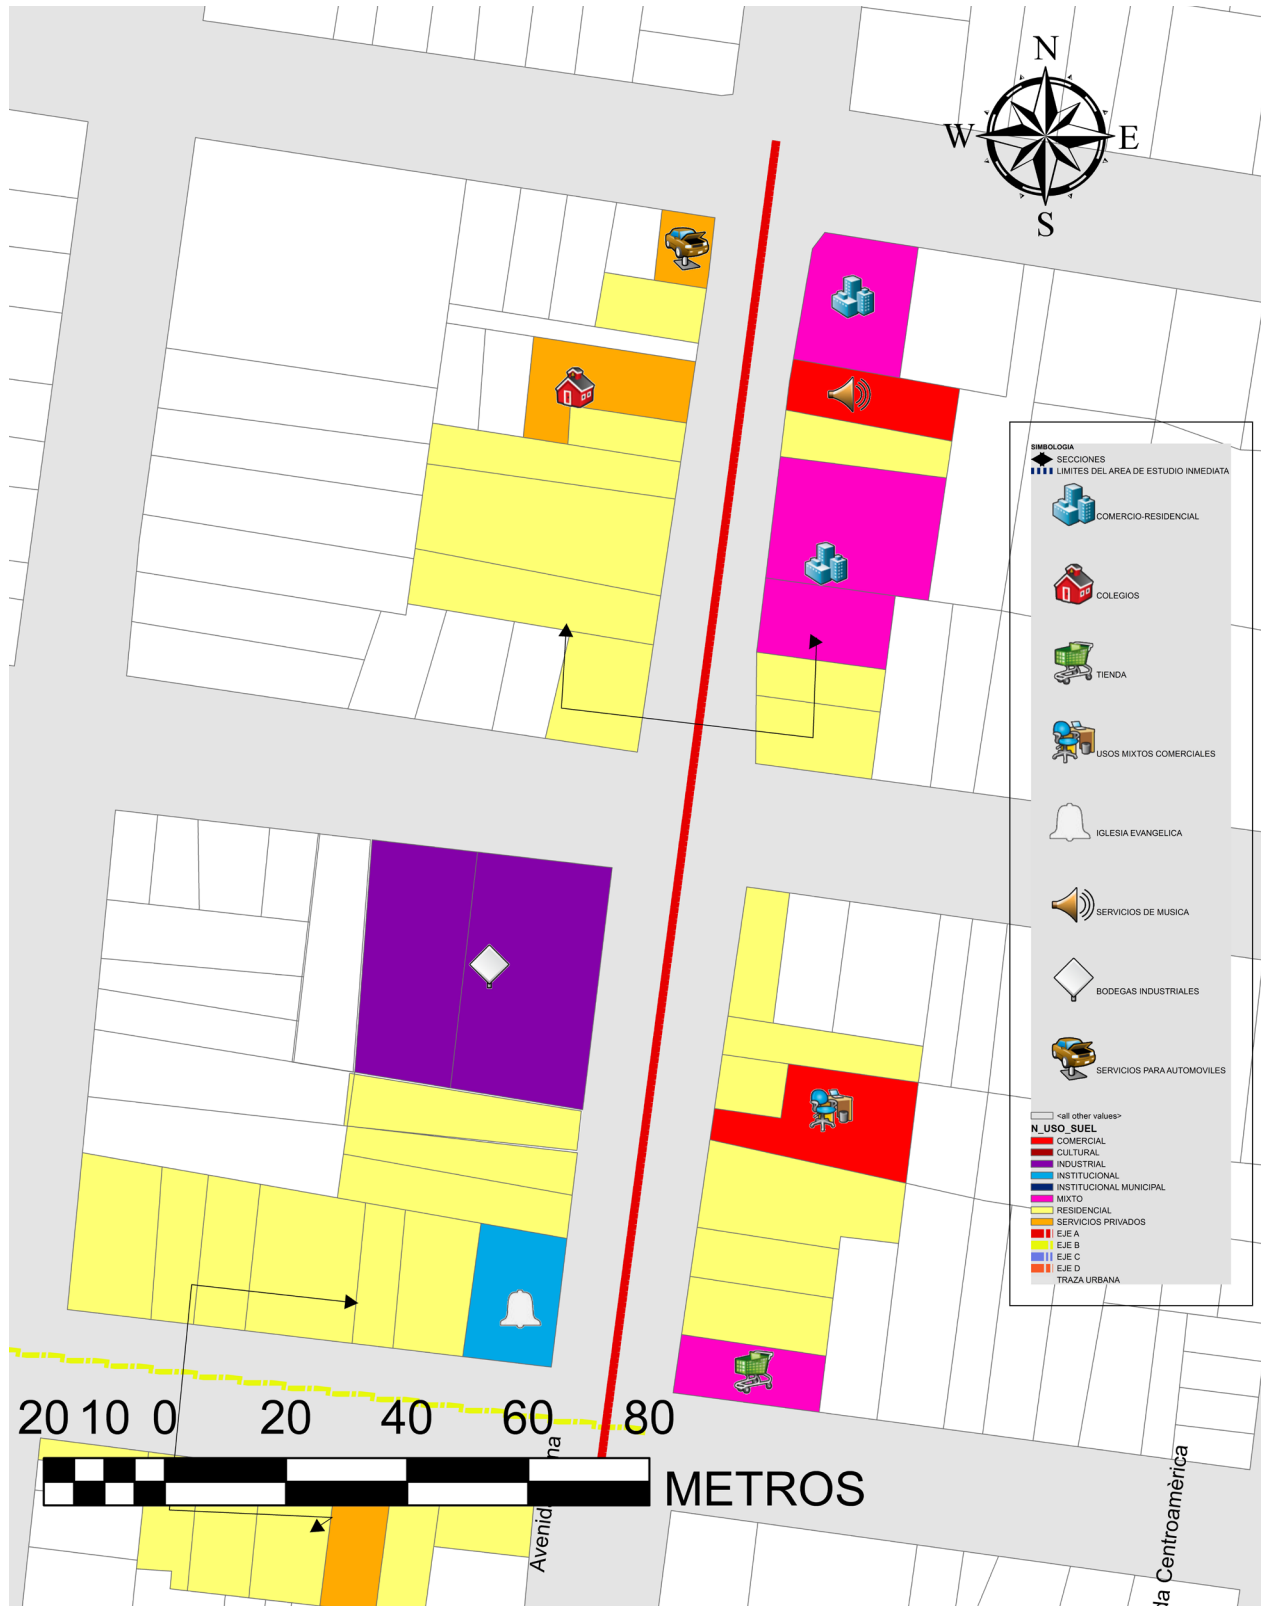 N
W
E
S
SIMBOLOGIA
SECCIONES
LIMITES DEL AREA DE ESTUDIO INMEDIATA
COMERCIO-RESIDENCIAL
COLEGIOS
TIENDA
USOS MIXTOS COMERCIALES
IGLESIA EVANGELICA
SERVICIOS DE MUSICA
BODEGAS INDUSTRIALES
SERVICIOS PARA AUTOMOVILES
<all other values>
N_USO_SUEL
COMERCIAL
CULTURAL
INDUSTRIAL
INSTITUCIONAL
INSTITUCIONAL MUNICIPAL
MIXTO
RESIDENCIAL
SERVICIOS PRIVADOS
EJE A
EJE B
EJE C
EJE D
TRAZA URBANA
20 10 0 20 40 60 80
METROS
da Centroamèrica